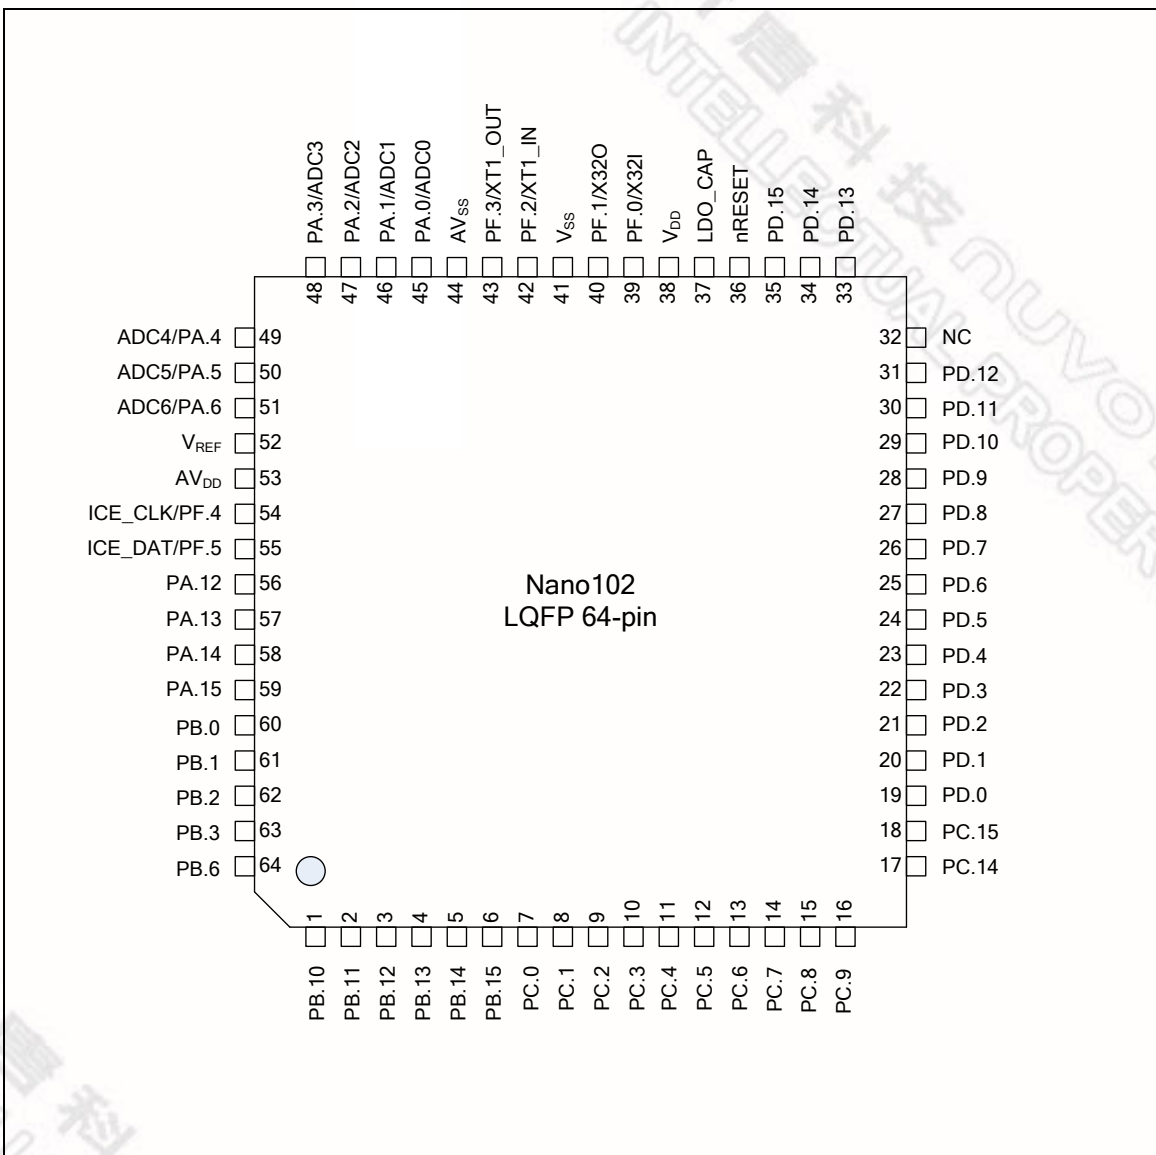 PA.3/ADC3
PA.2/ADC2
PA.1/ADC1
PA.0/ADC0
AVSS
PF.3/XT1_OUT
PF.2/XT1_IN
VSS
PF.1/X32O
PF.0/X32I
VDD
LDO_CAP
nRESET
PD.15
PD.14
PD.13
48
47
46
45
44
43
42
41
40
39
38
37
36
35
34
33
ADC4/PA.4 49
ADC5/PA.5 50
ADC6/PA.6 51
VREF 52
AVDD 53
ICE_CLK/PF.4 54
ICE_DAT/PF.5 55
PA.12 56
PA.13 57
PA.14 58
PA.15 59
PB.0 60
PB.1 61
PB.2 62
PB.3 63
PB.6 64
Nano102
LQFP 64-pin
32 NC
31 PD.12
30 PD.11
29 PD.10
28 PD.9
27 PD.8
26 PD.7
25 PD.6
24 PD.5
23 PD.4
22 PD.3
21 PD.2
20 PD.1
19 PD.0
18 PC.15
17 PC.14
1
2
3
4
5
6
7
8
9
10
11
12
13
14
15
16
PB.10
PB.11
PB.12
PB.13
PB.14
PB.15
PC.0
PC.1
PC.2
PC.3
PC.4
PC.5
PC.6
PC.7
PC.8
PC.9
唐科技 nuvo
INTELLECTUAL PROPER
唐科